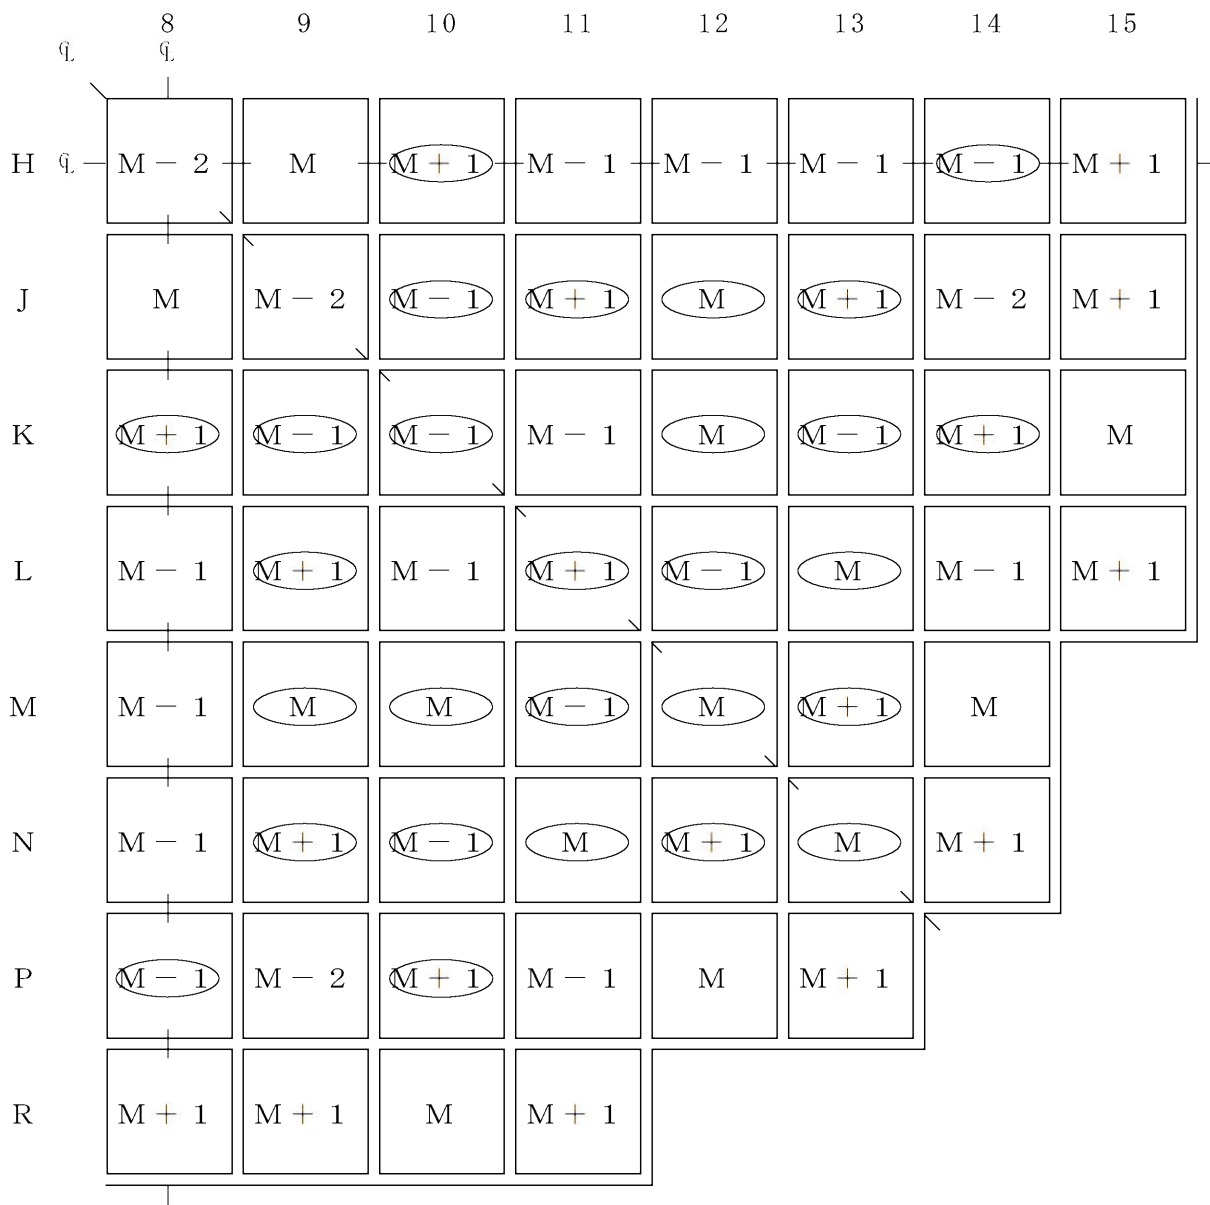 8 9 10 11 12 13 14 15
℄ ℄
H ℄ M − 2 M M + 1 M − 1 M − 1 M − 1 M − 1 M + 1
J M M − 2 M − 1 M + 1 M M + 1 M − 2 M + 1
K M + 1 M − 1 M − 1 M − 1 M M − 1 M + 1 M
L M − 1 M + 1 M − 1 M + 1 M − 1 M M − 1 M + 1
M M − 1 M M M − 1 M M + 1 M
N M − 1 M + 1 M − 1 M M + 1 M M + 1
P M − 1 M − 2 M + 1 M − 1 M M + 1
R M + 1 M + 1 M M + 1